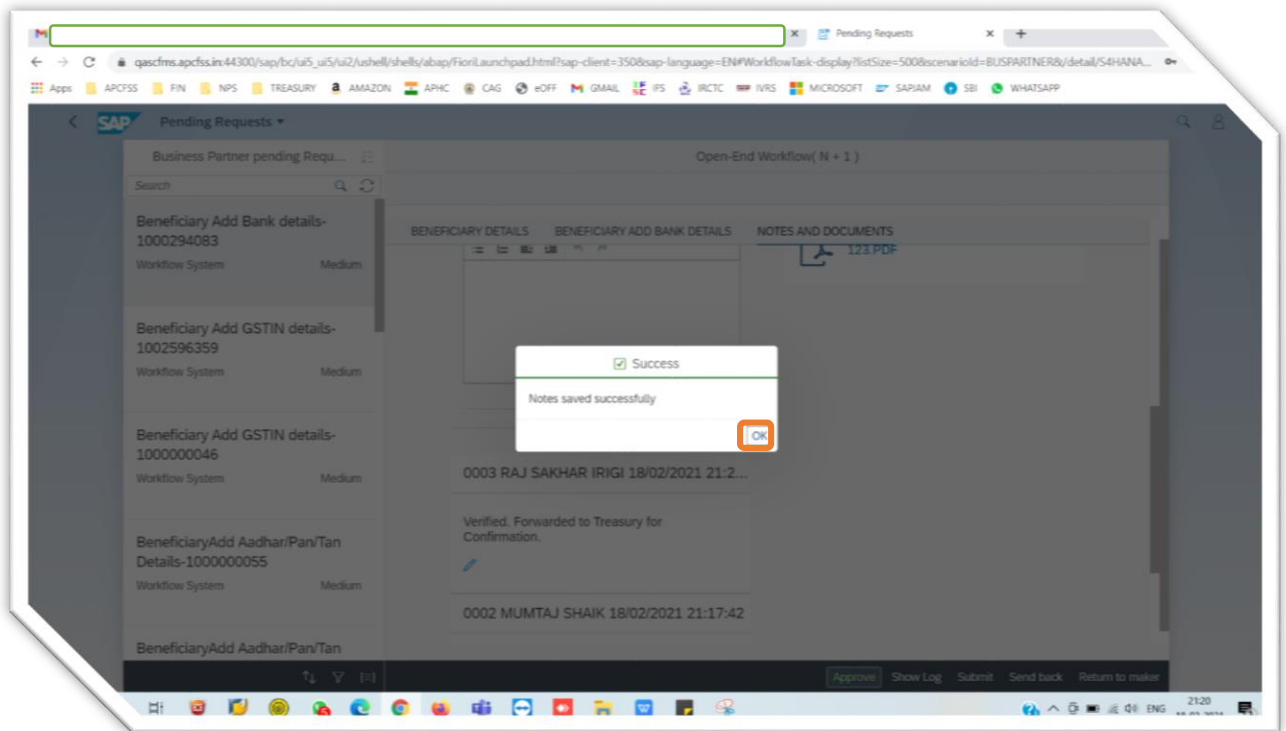 Pending Requests
qascfms.apcfss.in:44300/sap/bc/ui5_ui5/ui2/ushell/shells/abap/FioriLaunchpad.html?sap-client=350&sap-language=EN#WorkflowTask-display?listSize=500&scenarioId=BUSPARTNER&/detail/S4HANA...
Apps APCFSS FIN NPS TREASURY AMAZON APHC CAG eOFF GMAIL IFS IRCTC IVRS MICROSOFT SAPJAM SBI WHATSAPP
SAP Pending Requests
Business Partner pending Requ...
Open-End Workflow( N + 1 )
Search
Beneficiary Add Bank details-
1000294083
Workflow System Medium
Beneficiary Add GSTIN details-
1002596359
Workflow System Medium
Beneficiary Add GSTIN details-
1000000046
Workflow System Medium
BeneficiaryAdd Aadhar/Pan/Tan
Details-1000000055
Workflow System Medium
BeneficiaryAdd Aadhar/Pan/Tan
BENEFICIARY DETAILS BENEFICIARY ADD BANK DETAILS NOTES AND DOCUMENTS
123.PDF
Success
Notes saved successfully
OK
0003 RAJ SAKHAR IRIGI 18/02/2021 21:2...
Verified. Forwarded to Treasury for
Confirmation.
0002 MUMTAJ SHAIK 18/02/2021 21:17:42
Approve Show Log Submit Send back Return to maker
ENG 21:20